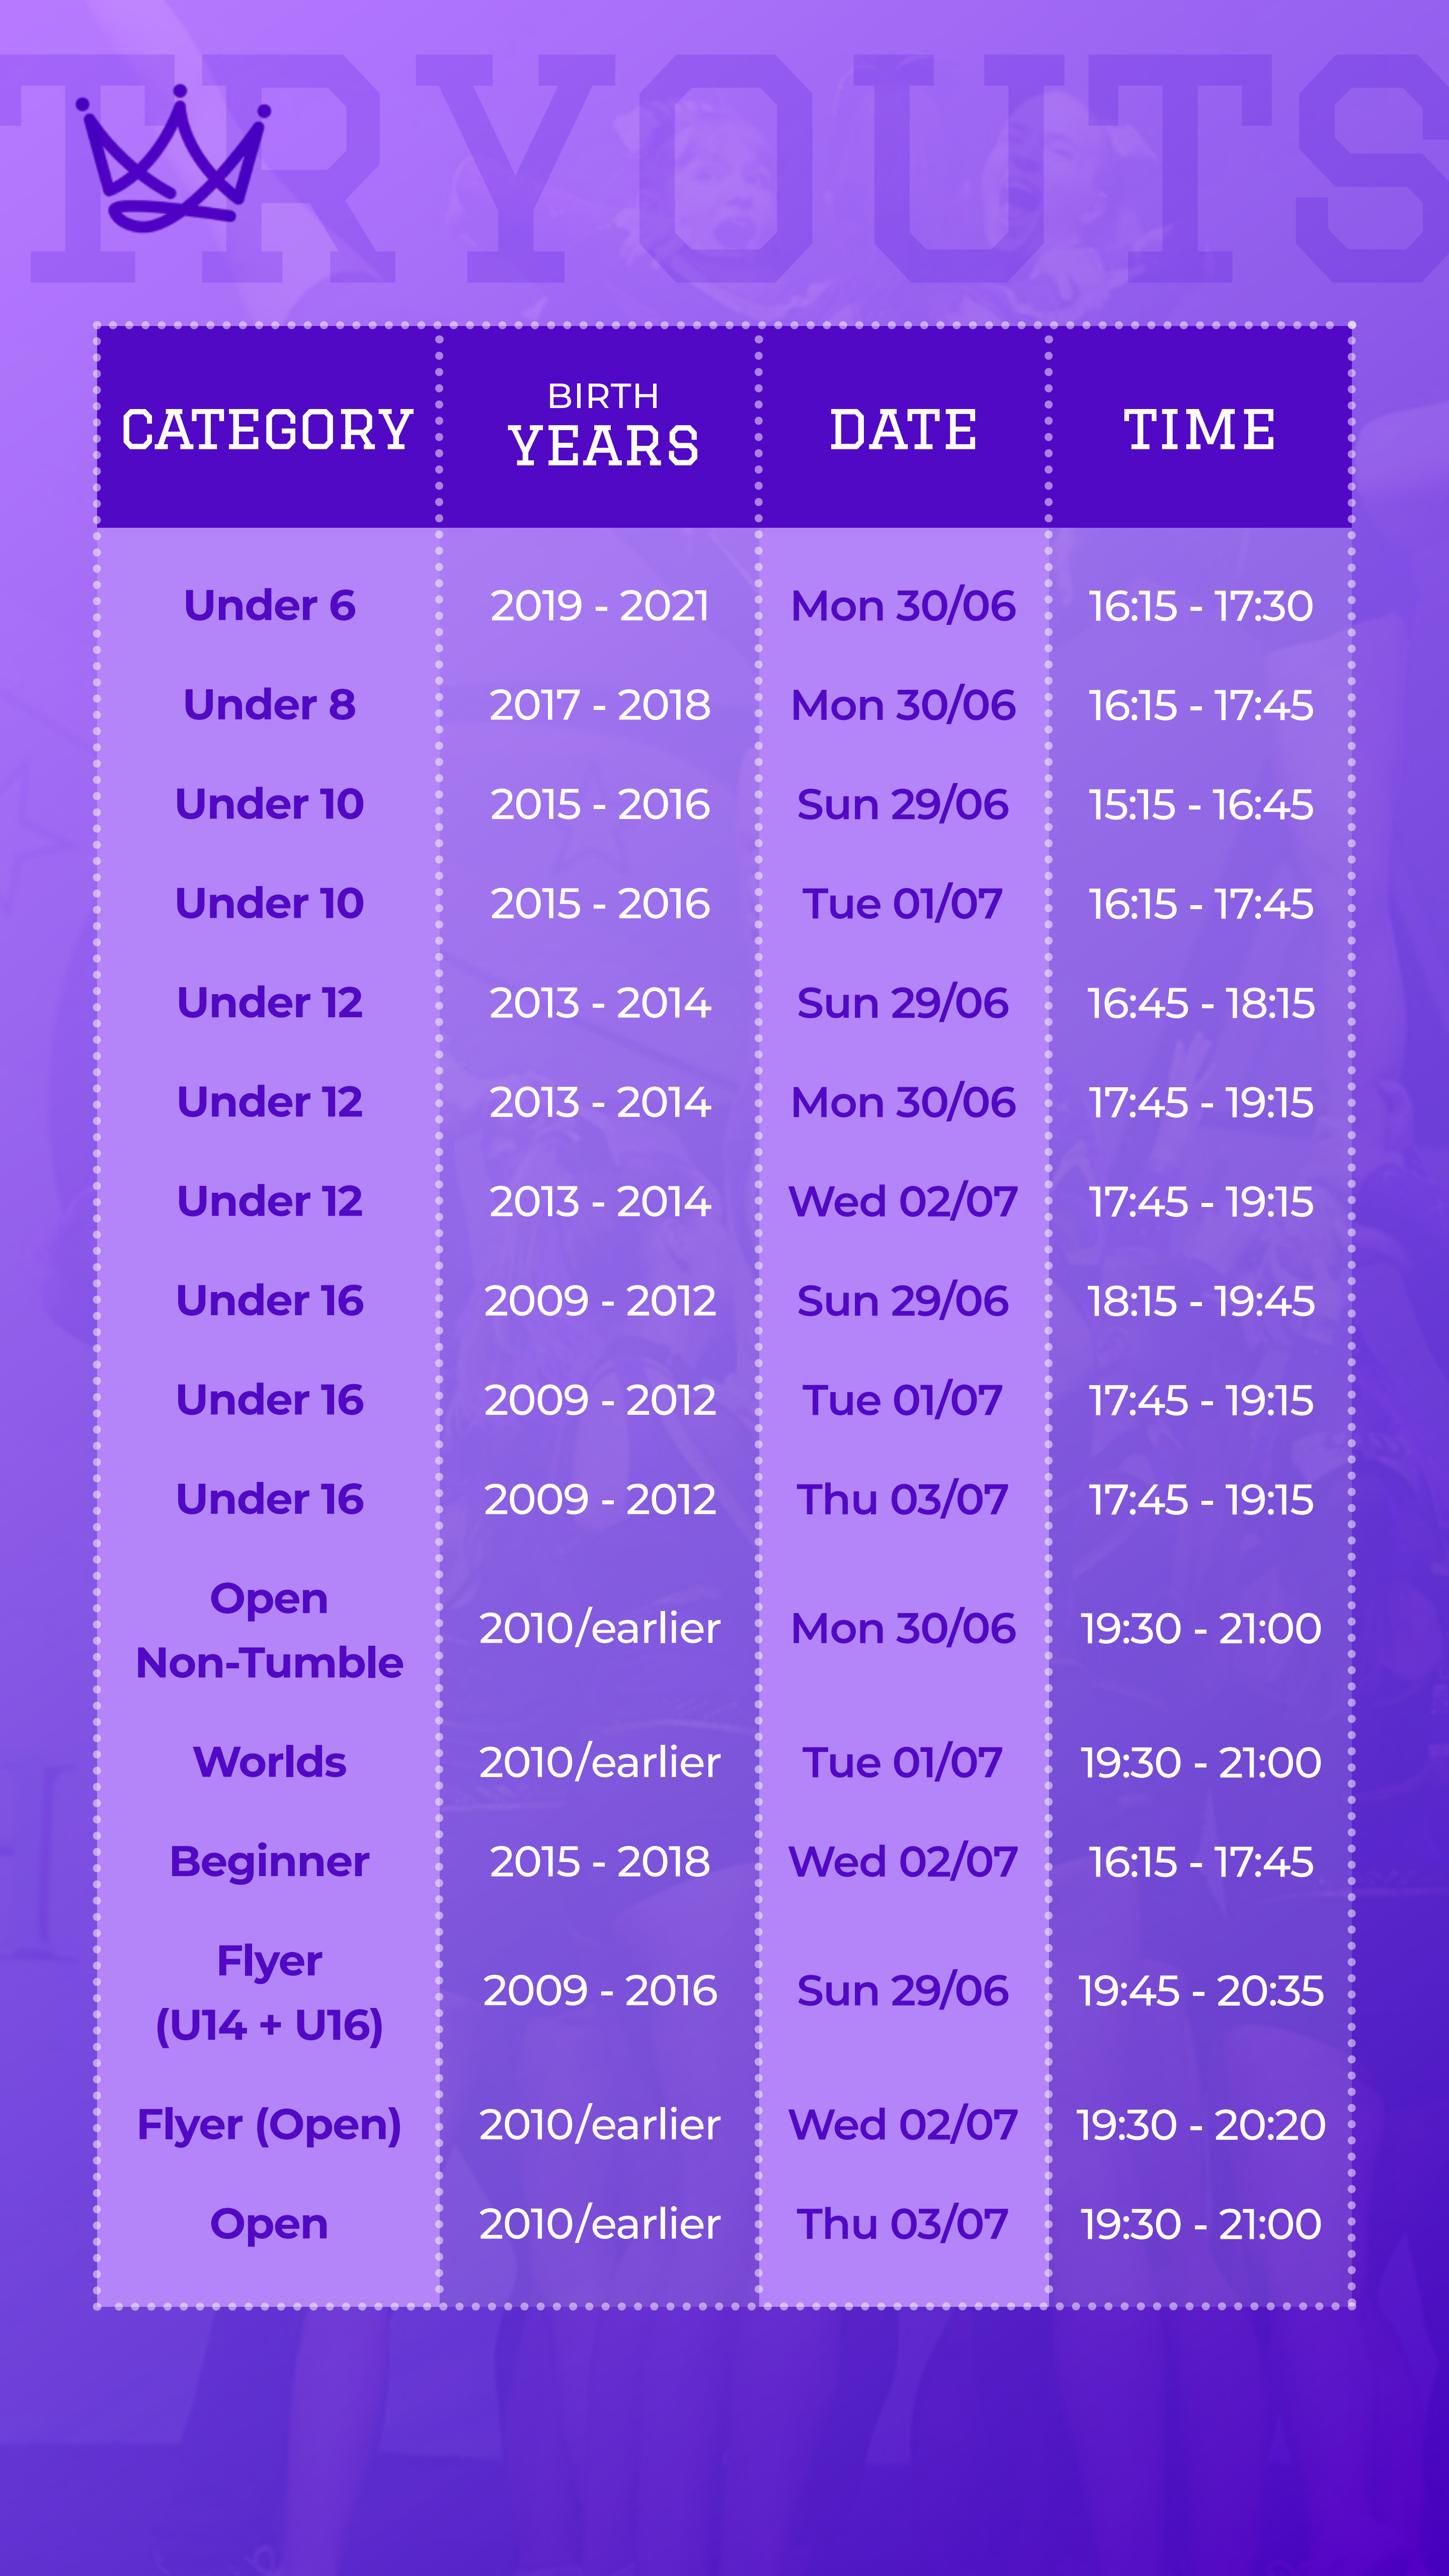 TRYOUTS
CATEGORY BIRTH YEARS DATE TIME
Under 6 2019 - 2021 Mon 30/06 16:15 - 17:30
Under 8 2017 - 2018 Mon 30/06 16:15 - 17:45
Under 10 2015 - 2016 Sun 29/06 15:15 - 16:45
Under 10 2015 - 2016 Tue 01/07 16:15 - 17:45
Under 12 2013 - 2014 Sun 29/06 16:45 - 18:15
Under 12 2013 - 2014 Mon 30/06 17:45 - 19:15
Under 12 2013 - 2014 Wed 02/07 17:45 - 19:15
Under 16 2009 - 2012 Sun 29/06 18:15 - 19:45
Under 16 2009 - 2012 Tue 01/07 17:45 - 19:15
Under 16 2009 - 2012 Thu 03/07 17:45 - 19:15
Open
Non-Tumble 2010/earlier Mon 30/06 19:30 - 21:00
Worlds 2010/earlier Tue 01/07 19:30 - 21:00
Beginner 2015 - 2018 Wed 02/07 16:15 - 17:45
Flyer
(U14 + U16) 2009 - 2016 Sun 29/06 19:45 - 20:35
Flyer (Open) 2010/earlier Wed 02/07 19:30 - 20:20
Open 2010/earlier Thu 03/07 19:30 - 21:00